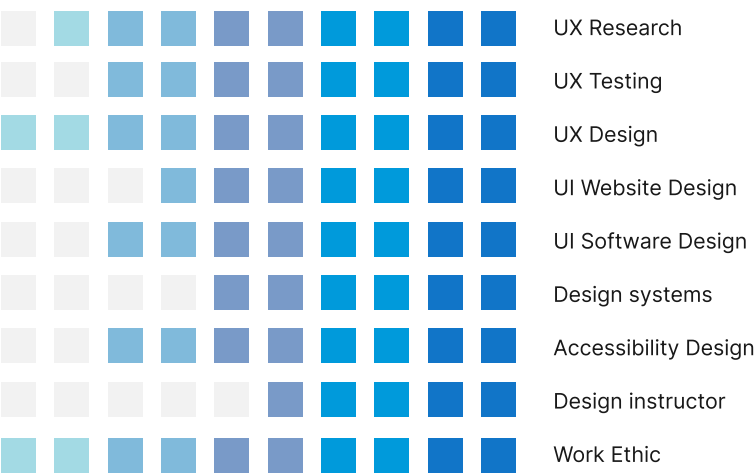 UX Research
UX Testing
UX Design
UI Website Design
UI Software Design
Design systems
Accessibility Design
Design instructor
Work Ethic